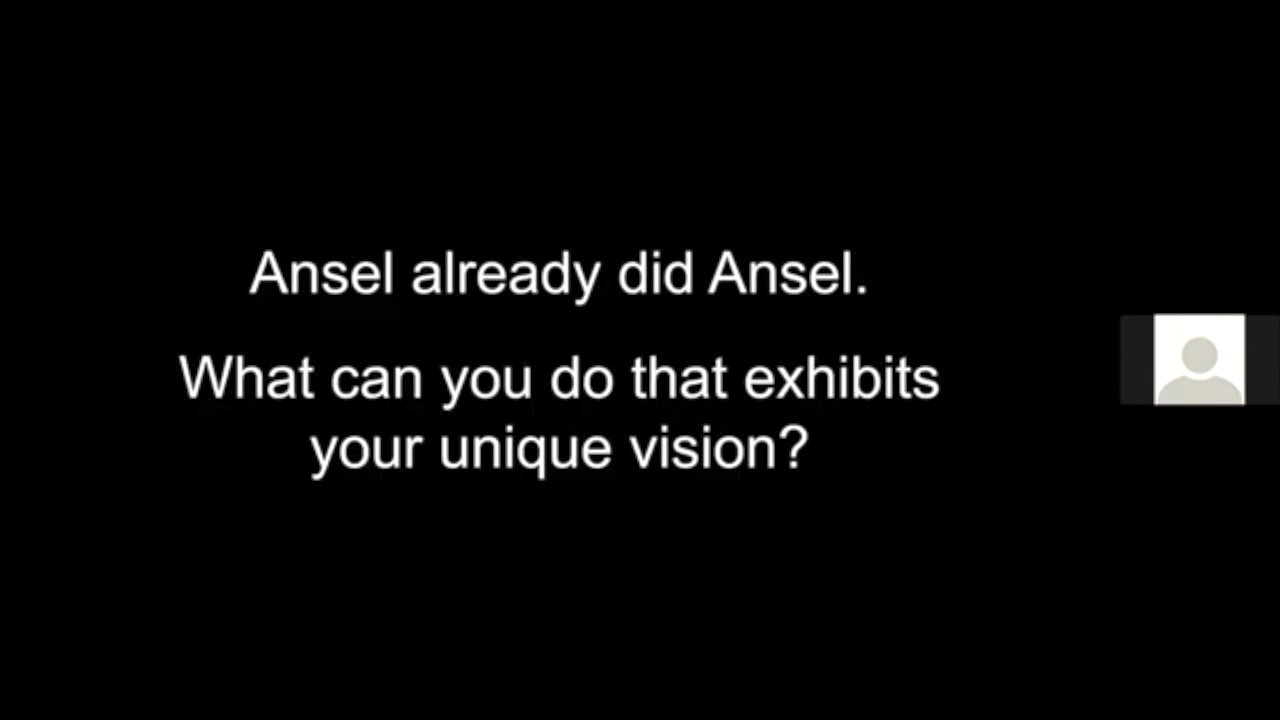 Ansel already did Ansel.
What can you do that exhibits
your unique vision?